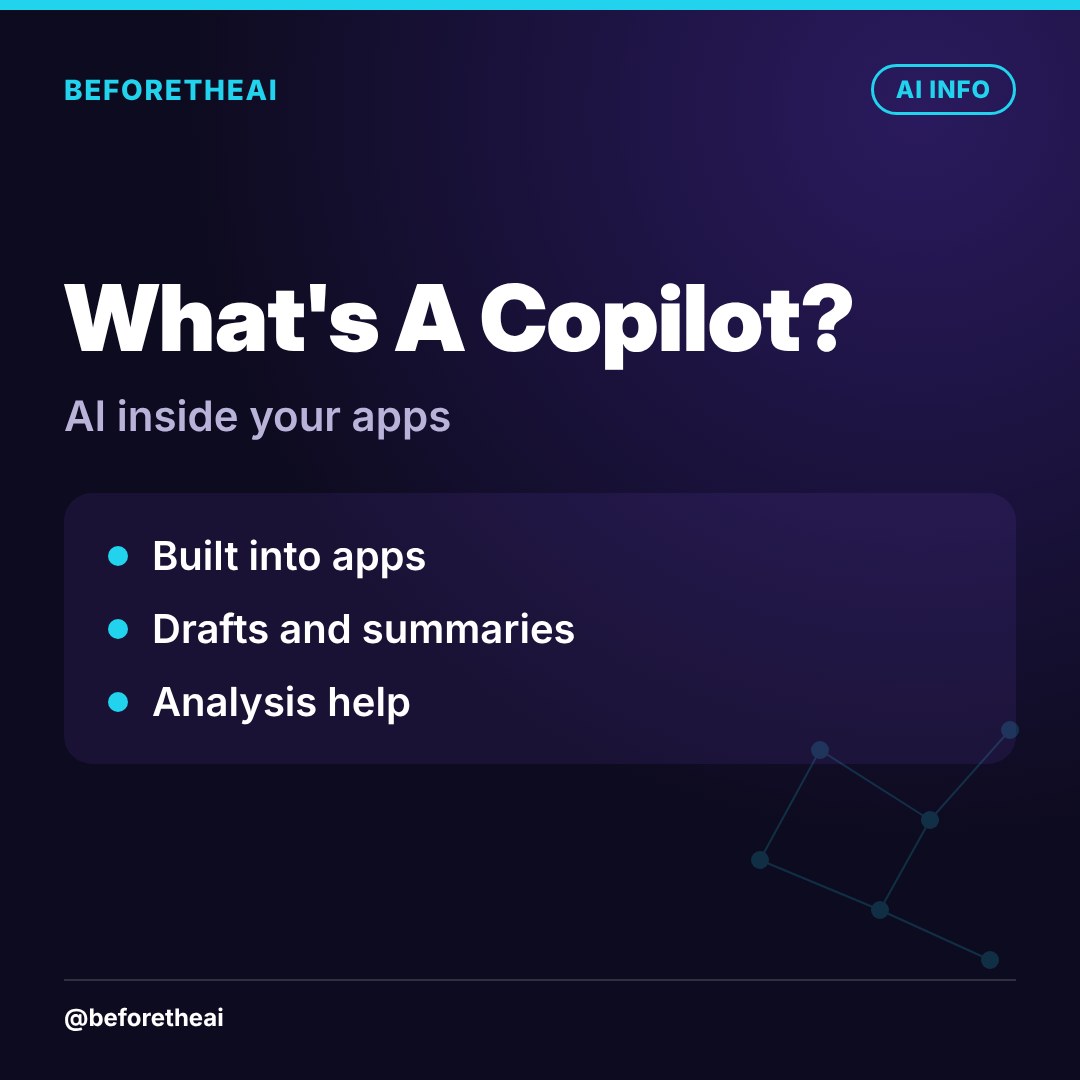 BEFORETHEAI
AI INFO
What's A Copilot?
AI inside your apps
Built into apps
Drafts and summaries
Analysis help
@beforetheai